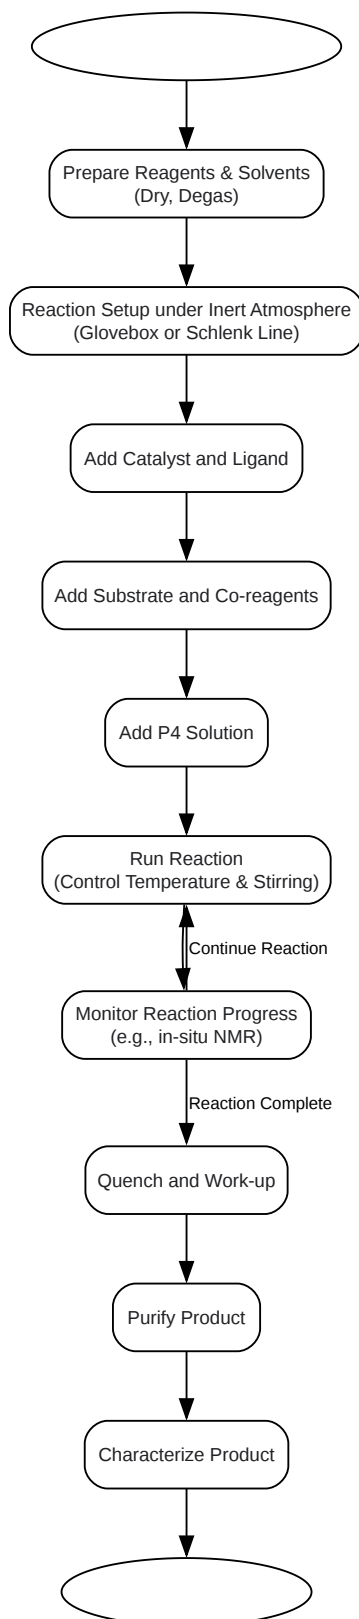 Prepare Reagents & Solvents
(Dry, Degas)
Reaction Setup under Inert Atmosphere
(Glovebox or Schlenk Line)
Add Catalyst and Ligand
Add Substrate and Co-reagents
Add P4 Solution
Run Reaction
(Control Temperature & Stirring)
Continue Reaction
Monitor Reaction Progress
(e.g., in-situ NMR)
Reaction Complete
Quench and Work-up
Purify Product
Characterize Product